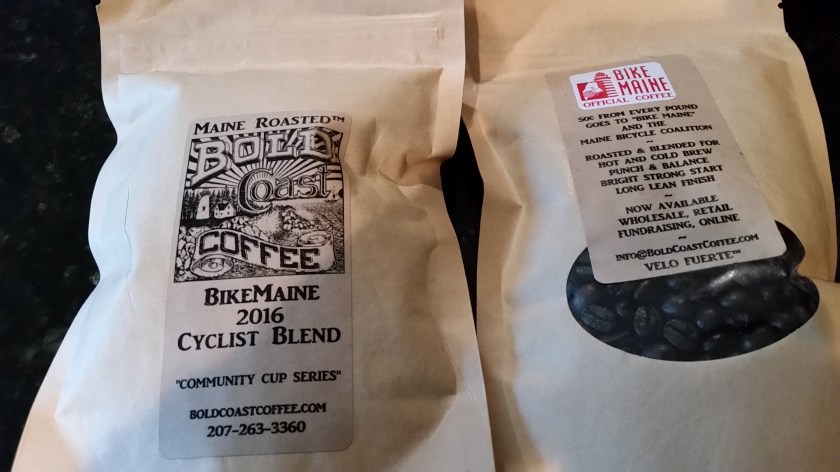 MAINE ROASTED™
BOLD
Coast
COFFEE
BIKEMAINE
2016
CYCLIST BLEND
"COMMUNITY CUP SERIES"
BOLDCOASTCOFFEE.COM
207-263-3360
BIKE
MAINE
OFFICIAL COFFEE
50¢ FROM EVERY POUND
GOES TO "BIKE MAINE"
AND THE
MAINE BICYCLE COALITION
~
ROASTED & BLENDED FOR
HOT AND COLD BREW
PUNCH & BALANCE
BRIGHT STRONG START
LONG LEAN FINISH
~
NOW AVAILABLE
WHOLESALE, RETAIL
FUNDRAISING, ONLINE
~
INFO@BOLDCOASTCOFFEE.COM
VELO FUERTE™